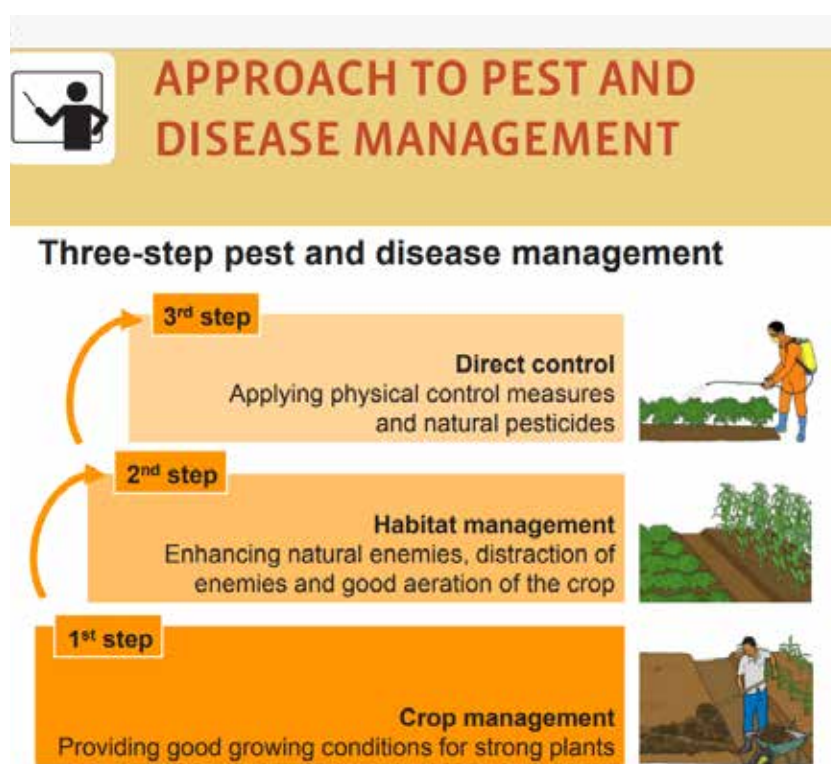 APPROACH TO PEST AND
DISEASE MANAGEMENT
Three-step pest and disease management
3rd step
Direct control
Applying physical control measures
and natural pesticides
2nd step
Habitat management
Enhancing natural enemies, distraction of
enemies and good aeration of the crop
1st step
Crop management
Providing good growing conditions for strong plants